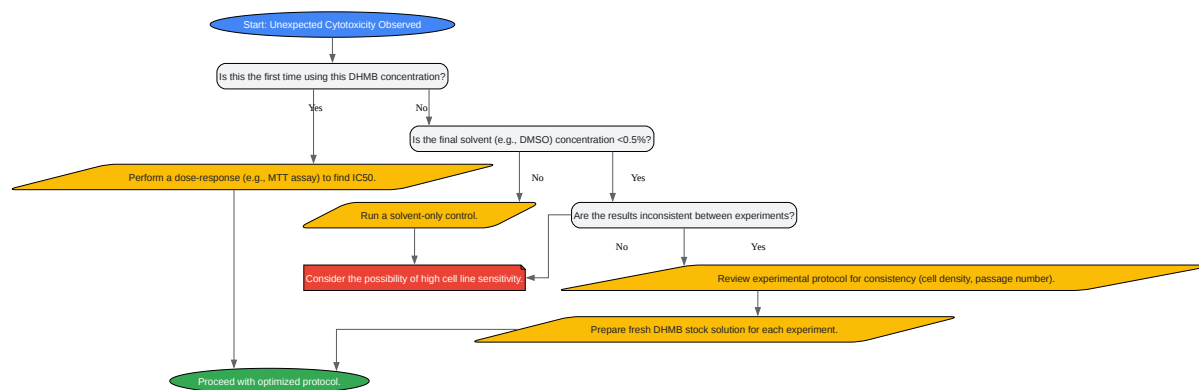 Start: Unexpected Cytotoxicity Observed
Is this the first time using this DHMB concentration?
Yes
No
Is the final solvent (e.g., DMSO) concentration <0.5%?
Perform a dose-response (e.g., MTT assay) to find IC50.
No
Yes
Run a solvent-only control.
Are the results inconsistent between experiments?
No
Yes
Consider the possibility of high cell line sensitivity.
Review experimental protocol for consistency (cell density, passage number).
Prepare fresh DHMB stock solution for each experiment.
Proceed with optimized protocol.